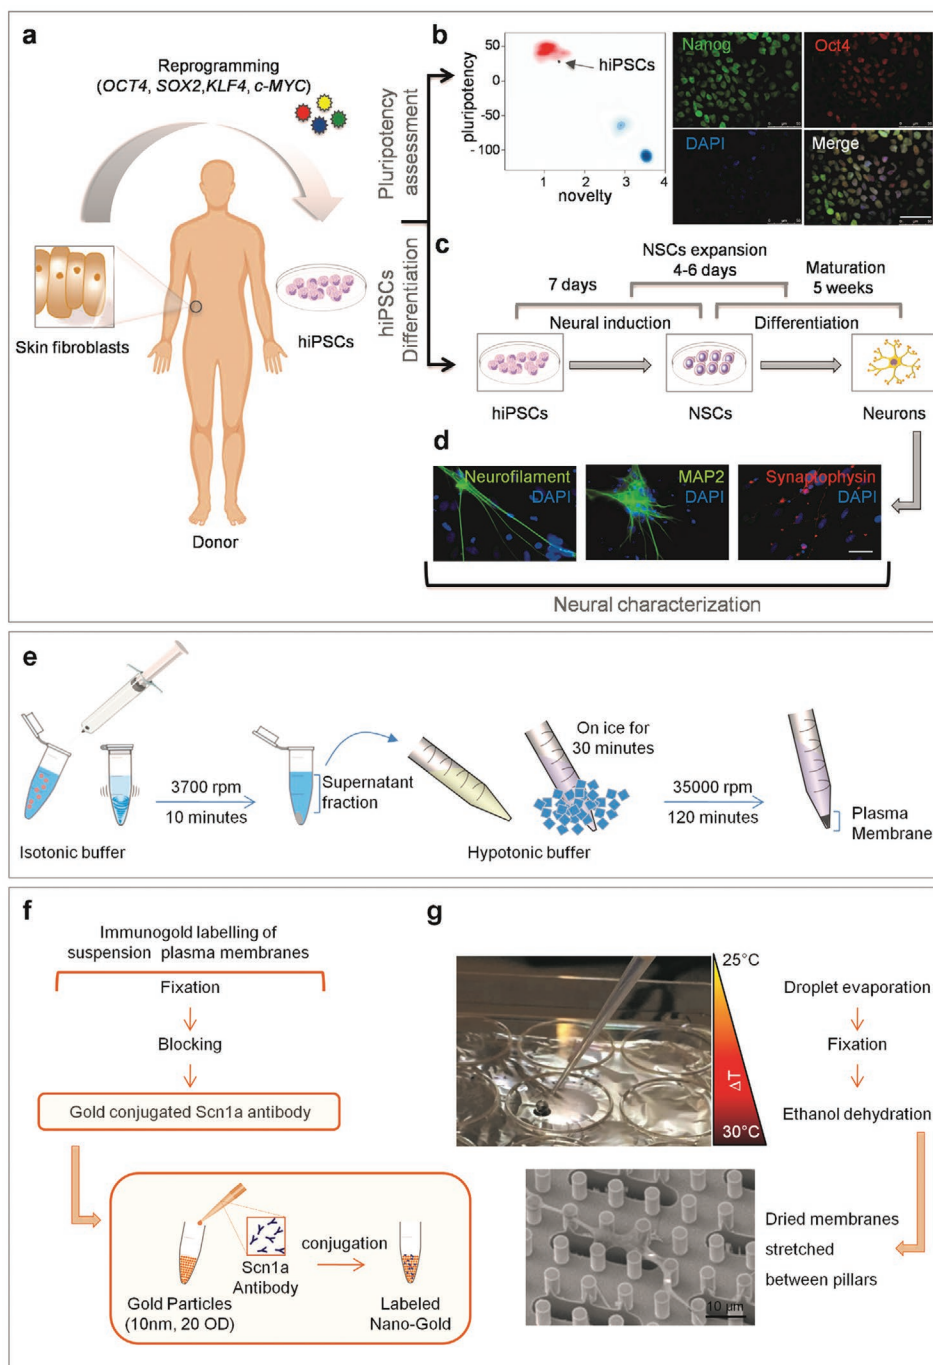 a
Reprogramming
(OCT4, SOX2,KLF4, c-MYC)
Skin fibroblasts
hiPSCs
Donor
Pluripotency
assessment
hiPSCs
Differentiation
b
pluripotency
50
0
-50
-100
hiPSCs
1
2
3
4
novelty
Nanog
Oct4
DAPI
Merge
c
NSCs expansion
4-6 days
7 days
Maturation
5 weeks
Neural induction
Differentiation
hiPSCs
NSCs
Neurons
d
Neurofilament
DAPI
MAP2
DAPI
Synaptophysin
DAPI
Neural characterization
e
Isotonic buffer
3700 rpm
10 minutes
Supernatant
fraction
On ice for
30 minutes
Hypotonic buffer
35000 rpm
120 minutes
Plasma
Membrane
f
Immunogold labelling of
suspension plasma membranes
Fixation
Blocking
Gold conjugated Scn1a antibody
Gold Particles
(10nm, 20 OD)
Scn1a
Antibody
conjugation
Labeled
Nano-Gold
g
25°C
ΔT
30°C
Droplet evaporation
Fixation
Ethanol dehydration
Dried membranes
stretched
between pillars
10 µm